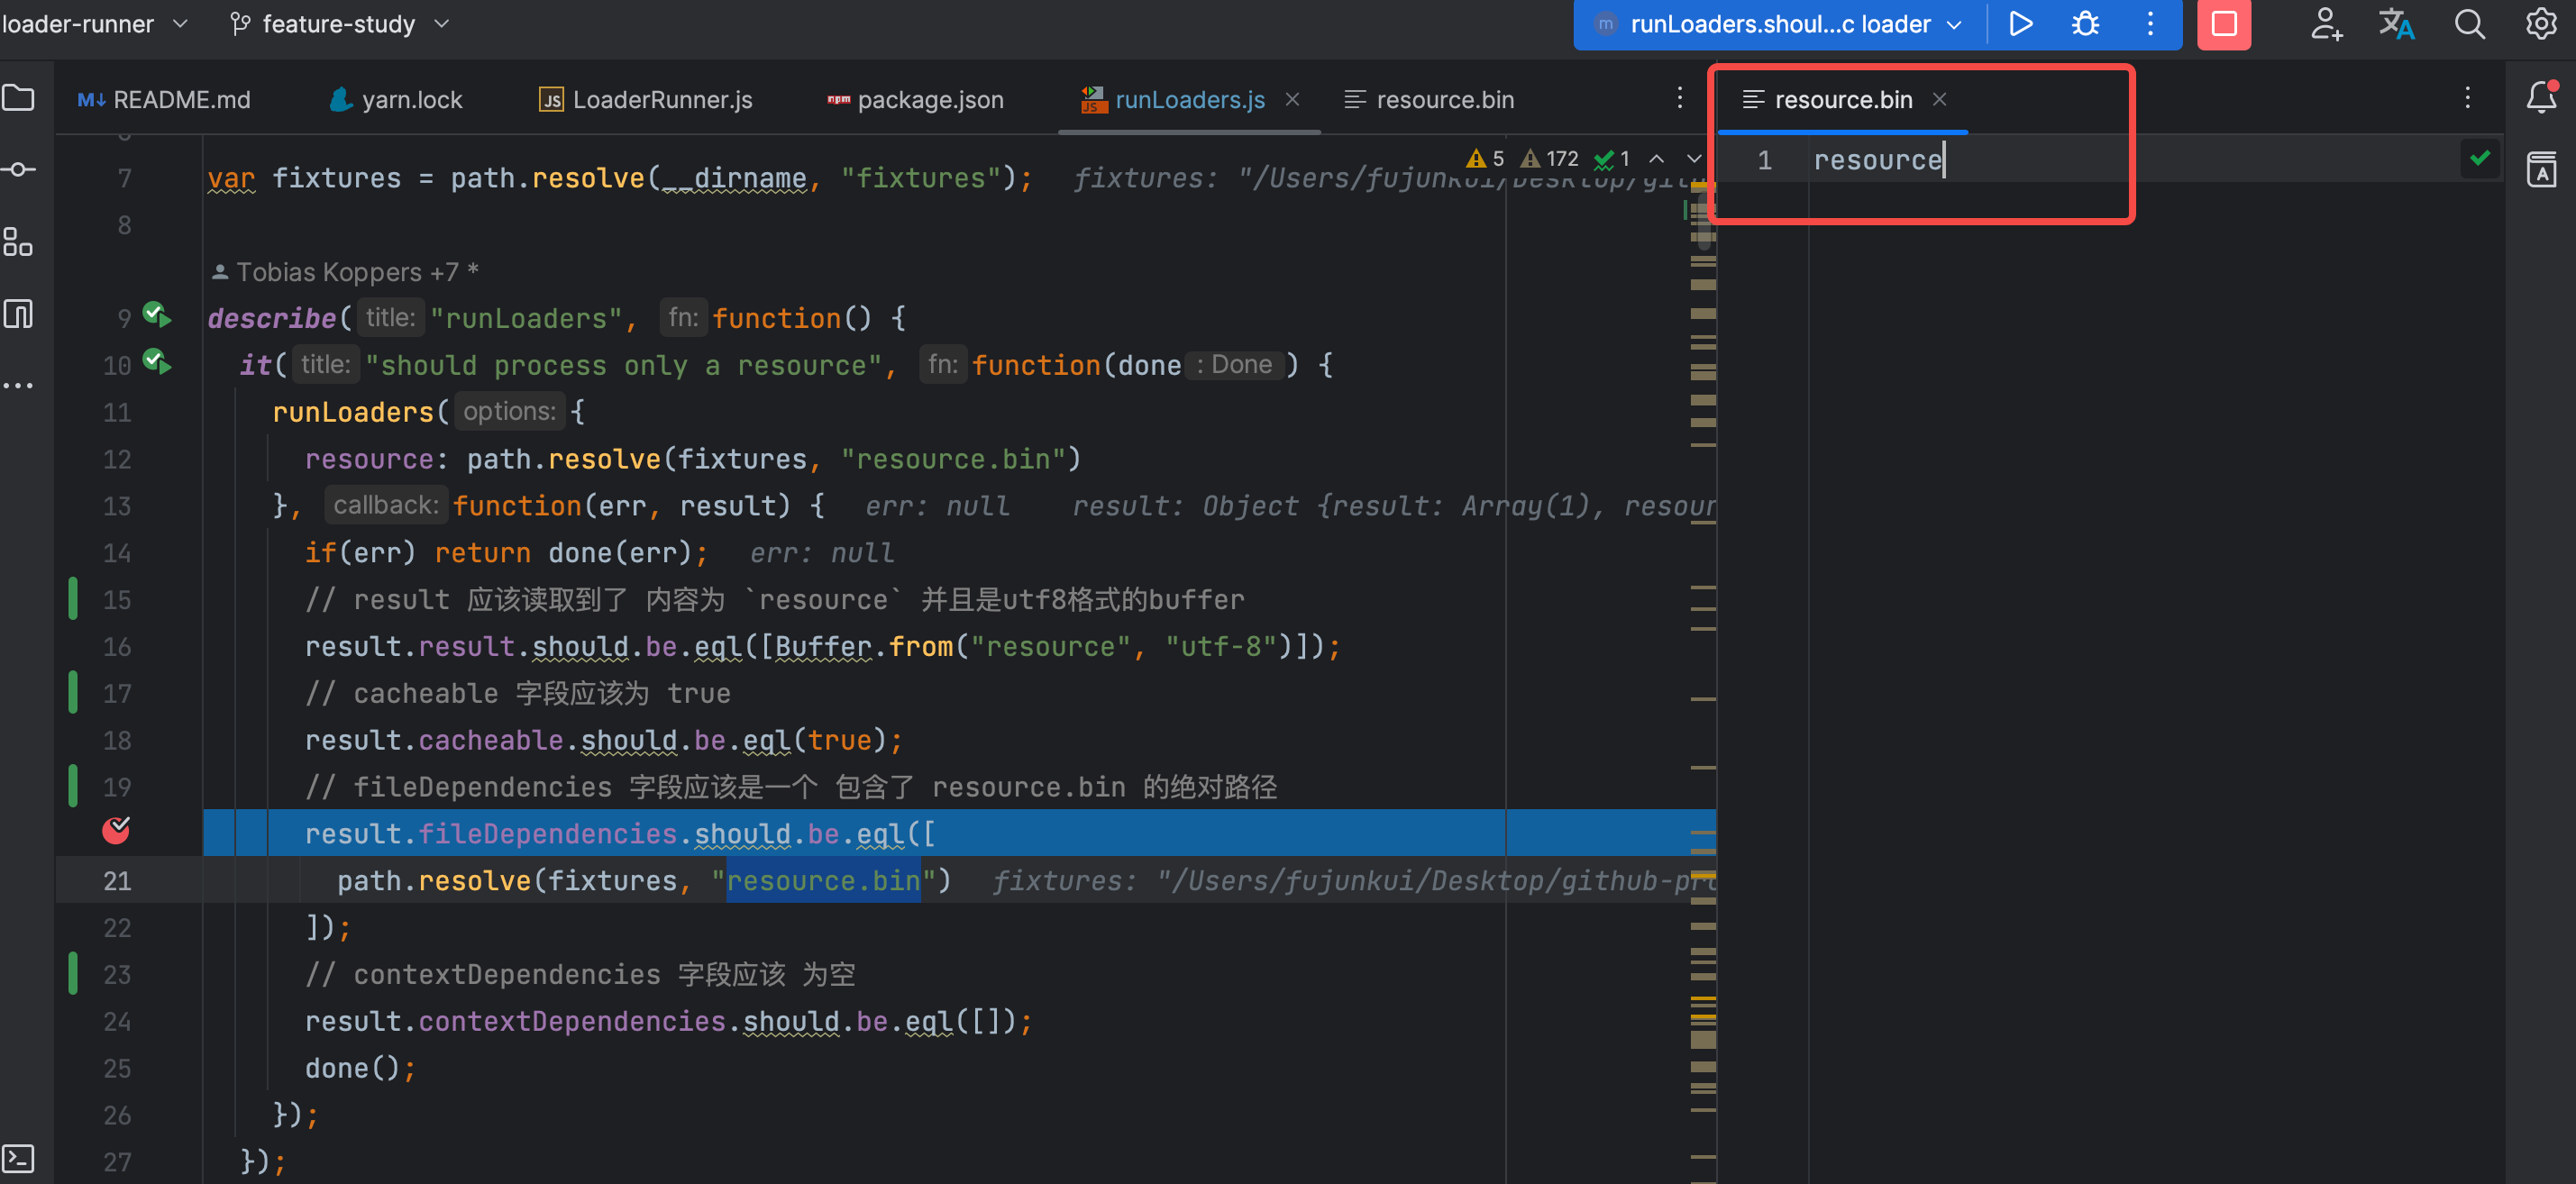 loader-runner feature-study runLoaders.shoul...c loader
README.md yarn.lock LoaderRunner.js package.json runLoaders.js resource.bin resource.bin
5 172 1
1 resource
7 var fixtures = path.resolve(__dirname, "fixtures"); fixtures: "/Users/fujunkui/Desktop/gith
8
Tobias Koppers +7 *
9 describe( title: "runLoaders", fn: function() {
10 it( title: "should process only a resource", fn: function(done : Done ) {
11 runLoaders( options: {
12 resource: path.resolve(fixtures, "resource.bin")
13 }, callback: function(err, result) { err: null result: Object {result: Array(1), resour
14 if(err) return done(err); err: null
15 // result 应该读取到了 内容为 `resource` 并且是utf8格式的buffer
16 result.result.should.be.eql([Buffer.from("resource", "utf-8")]);
17 // cacheable 字段应该为 true
18 result.cacheable.should.be.eql(true);
19 // fileDependencies 字段应该是一个 包含了 resource.bin 的绝对路径
result.fileDependencies.should.be.eql([
21 path.resolve(fixtures, "resource.bin") fixtures: "/Users/fujunkui/Desktop/github-pro
22 ]);
23 // contextDependencies 字段应该 为空
24 result.contextDependencies.should.be.eql([]);
25 done();
26 });
27 });